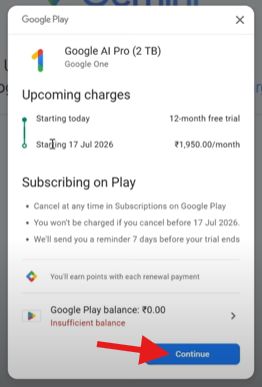 Google Play
Google AI Pro (2 TB)
Google One
Upcoming charges
Starting today 12-month free trial
Starting 17 Jul 2026 ₹1,950.00/month
Subscribing on Play
• Cancel at any time in Subscriptions on Google Play
• You won't be charged if you cancel before 17 Jul 2026.
• We'll send you a reminder 7 days before your trial ends
You'll earn points with each renewal payment
Google Play balance: ₹0.00
Insufficient balance
Continue